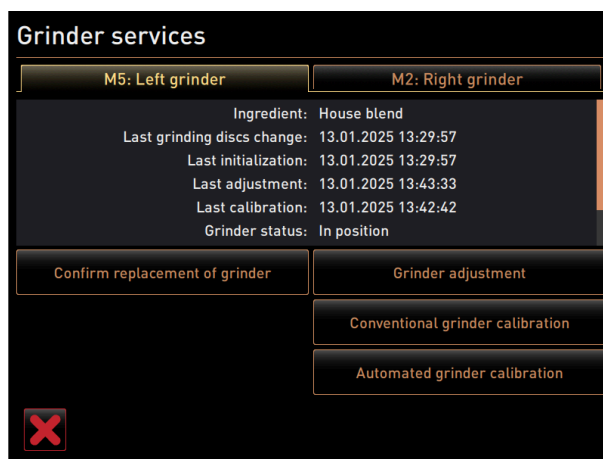 Grinder services
M5: Left grinder
M2: Right grinder
Ingredient: House blend
Last grinding discs change: 13.01.2025 13:29:57
Last initialization: 13.01.2025 13:29:57
Last adjustment: 13.01.2025 13:43:33
Last calibration: 13.01.2025 13:42:42
Grinder status: In position
Confirm replacement of grinder
Grinder adjustment
Conventional grinder calibration
Automated grinder calibration